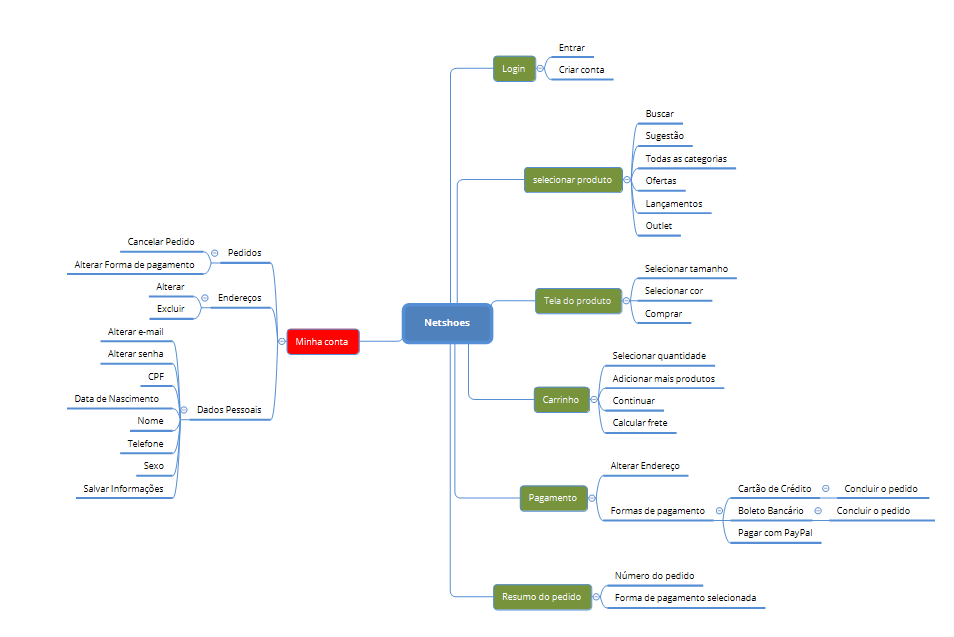 Netshoes
Login
Entrar
Criar conta
selecionar produto
Buscar
Sugestão
Todas as categorias
Ofertas
Lançamentos
Outlet
Tela do produto
Selecionar tamanho
Selecionar cor
Comprar
Carrinho
Selecionar quantidade
Adicionar mais produtos
Continuar
Calcular frete
Pagamento
Alterar Endereço
Formas de pagamento
Cartão de Crédito
Concluir o pedido
Boleto Bancário
Concluir o pedido
Pagar com PayPal
Resumo do pedido
Número do pedido
Forma de pagamento selecionada
Minha conta
Pedidos
Cancelar Pedido
Alterar Forma de pagamento
Endereços
Alterar
Excluir
Dados Pessoais
Alterar e-mail
Alterar senha
CPF
Data de Nascimento
Nome
Telefone
Sexo
Salvar Informações